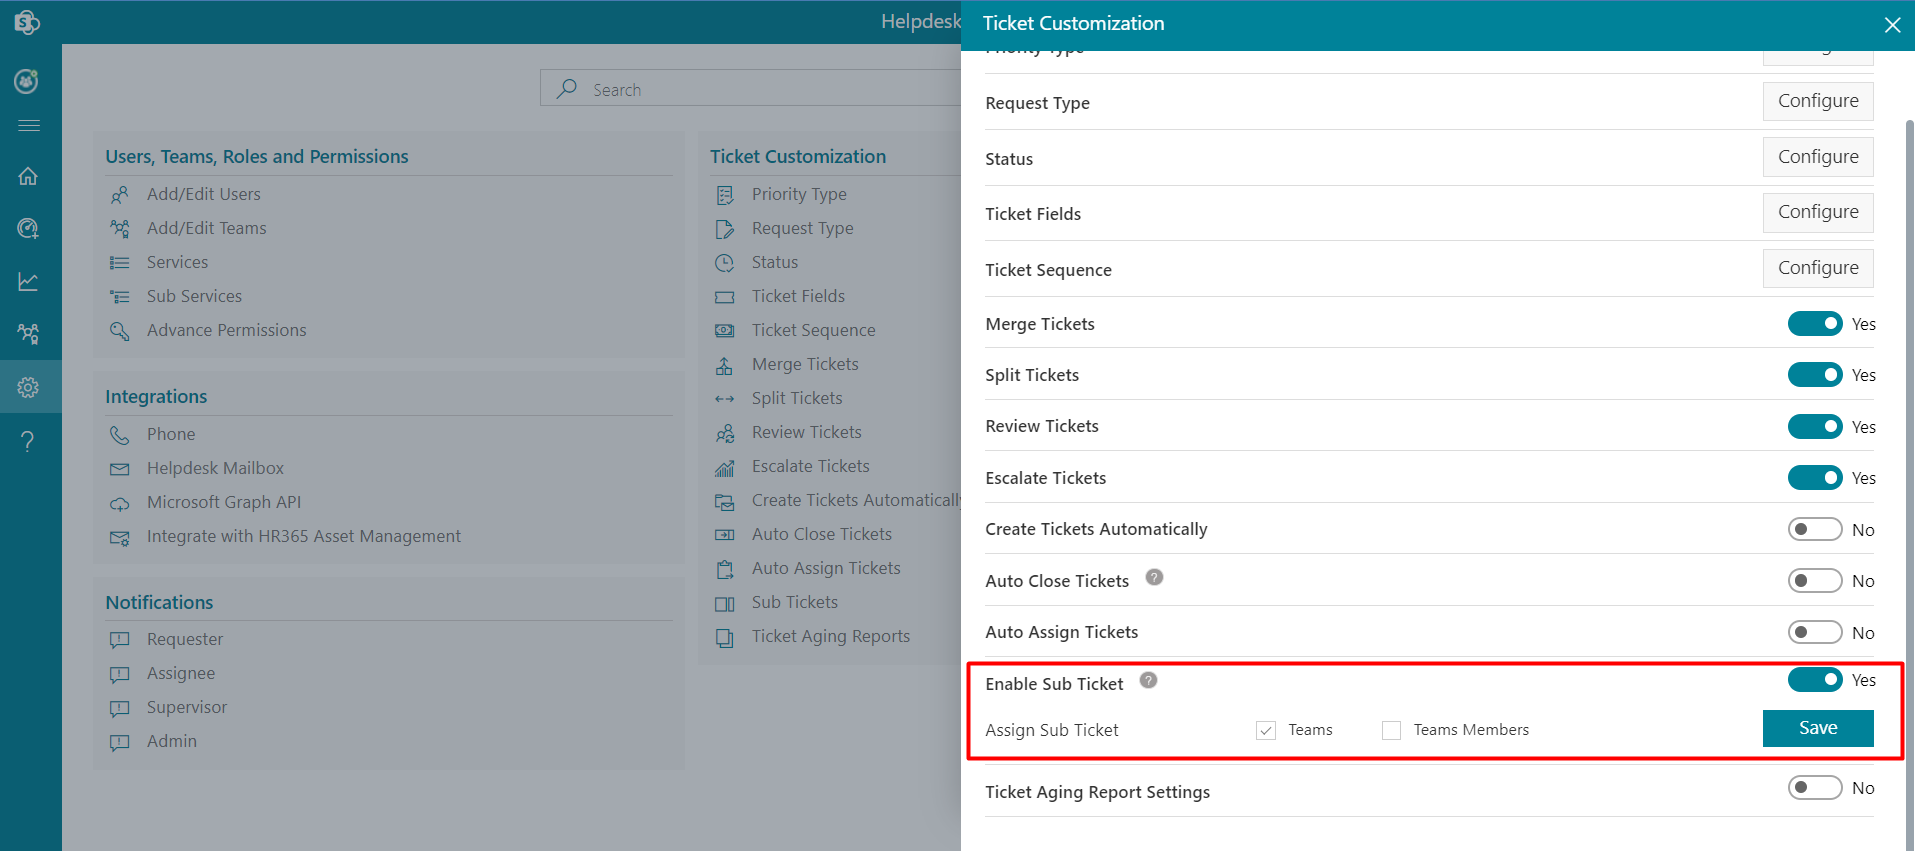 Helpdesk
Ticket Customization
Search
Users, Teams, Roles and Permissions
Add/Edit Users
Add/Edit Teams
Services
Sub Services
Advance Permissions
Integrations
Phone
Helpdesk Mailbox
Microsoft Graph API
Integrate with HR365 Asset Management
Notifications
Requester
Assignee
Supervisor
Admin
Ticket Customization
Priority Type
Request Type
Status
Ticket Fields
Ticket Sequence
Merge Tickets
Split Tickets
Review Tickets
Escalate Tickets
Create Tickets Automatically
Auto Close Tickets
Auto Assign Tickets
Sub Tickets
Ticket Aging Reports
Priority Type
Request Type Configure
Status Configure
Ticket Fields Configure
Ticket Sequence Configure
Merge Tickets Yes
Split Tickets Yes
Review Tickets Yes
Escalate Tickets Yes
Create Tickets Automatically No
Auto Close Tickets ? No
Auto Assign Tickets No
Enable Sub Ticket ? Yes
Assign Sub Ticket Teams Teams Members Save
Ticket Aging Report Settings No